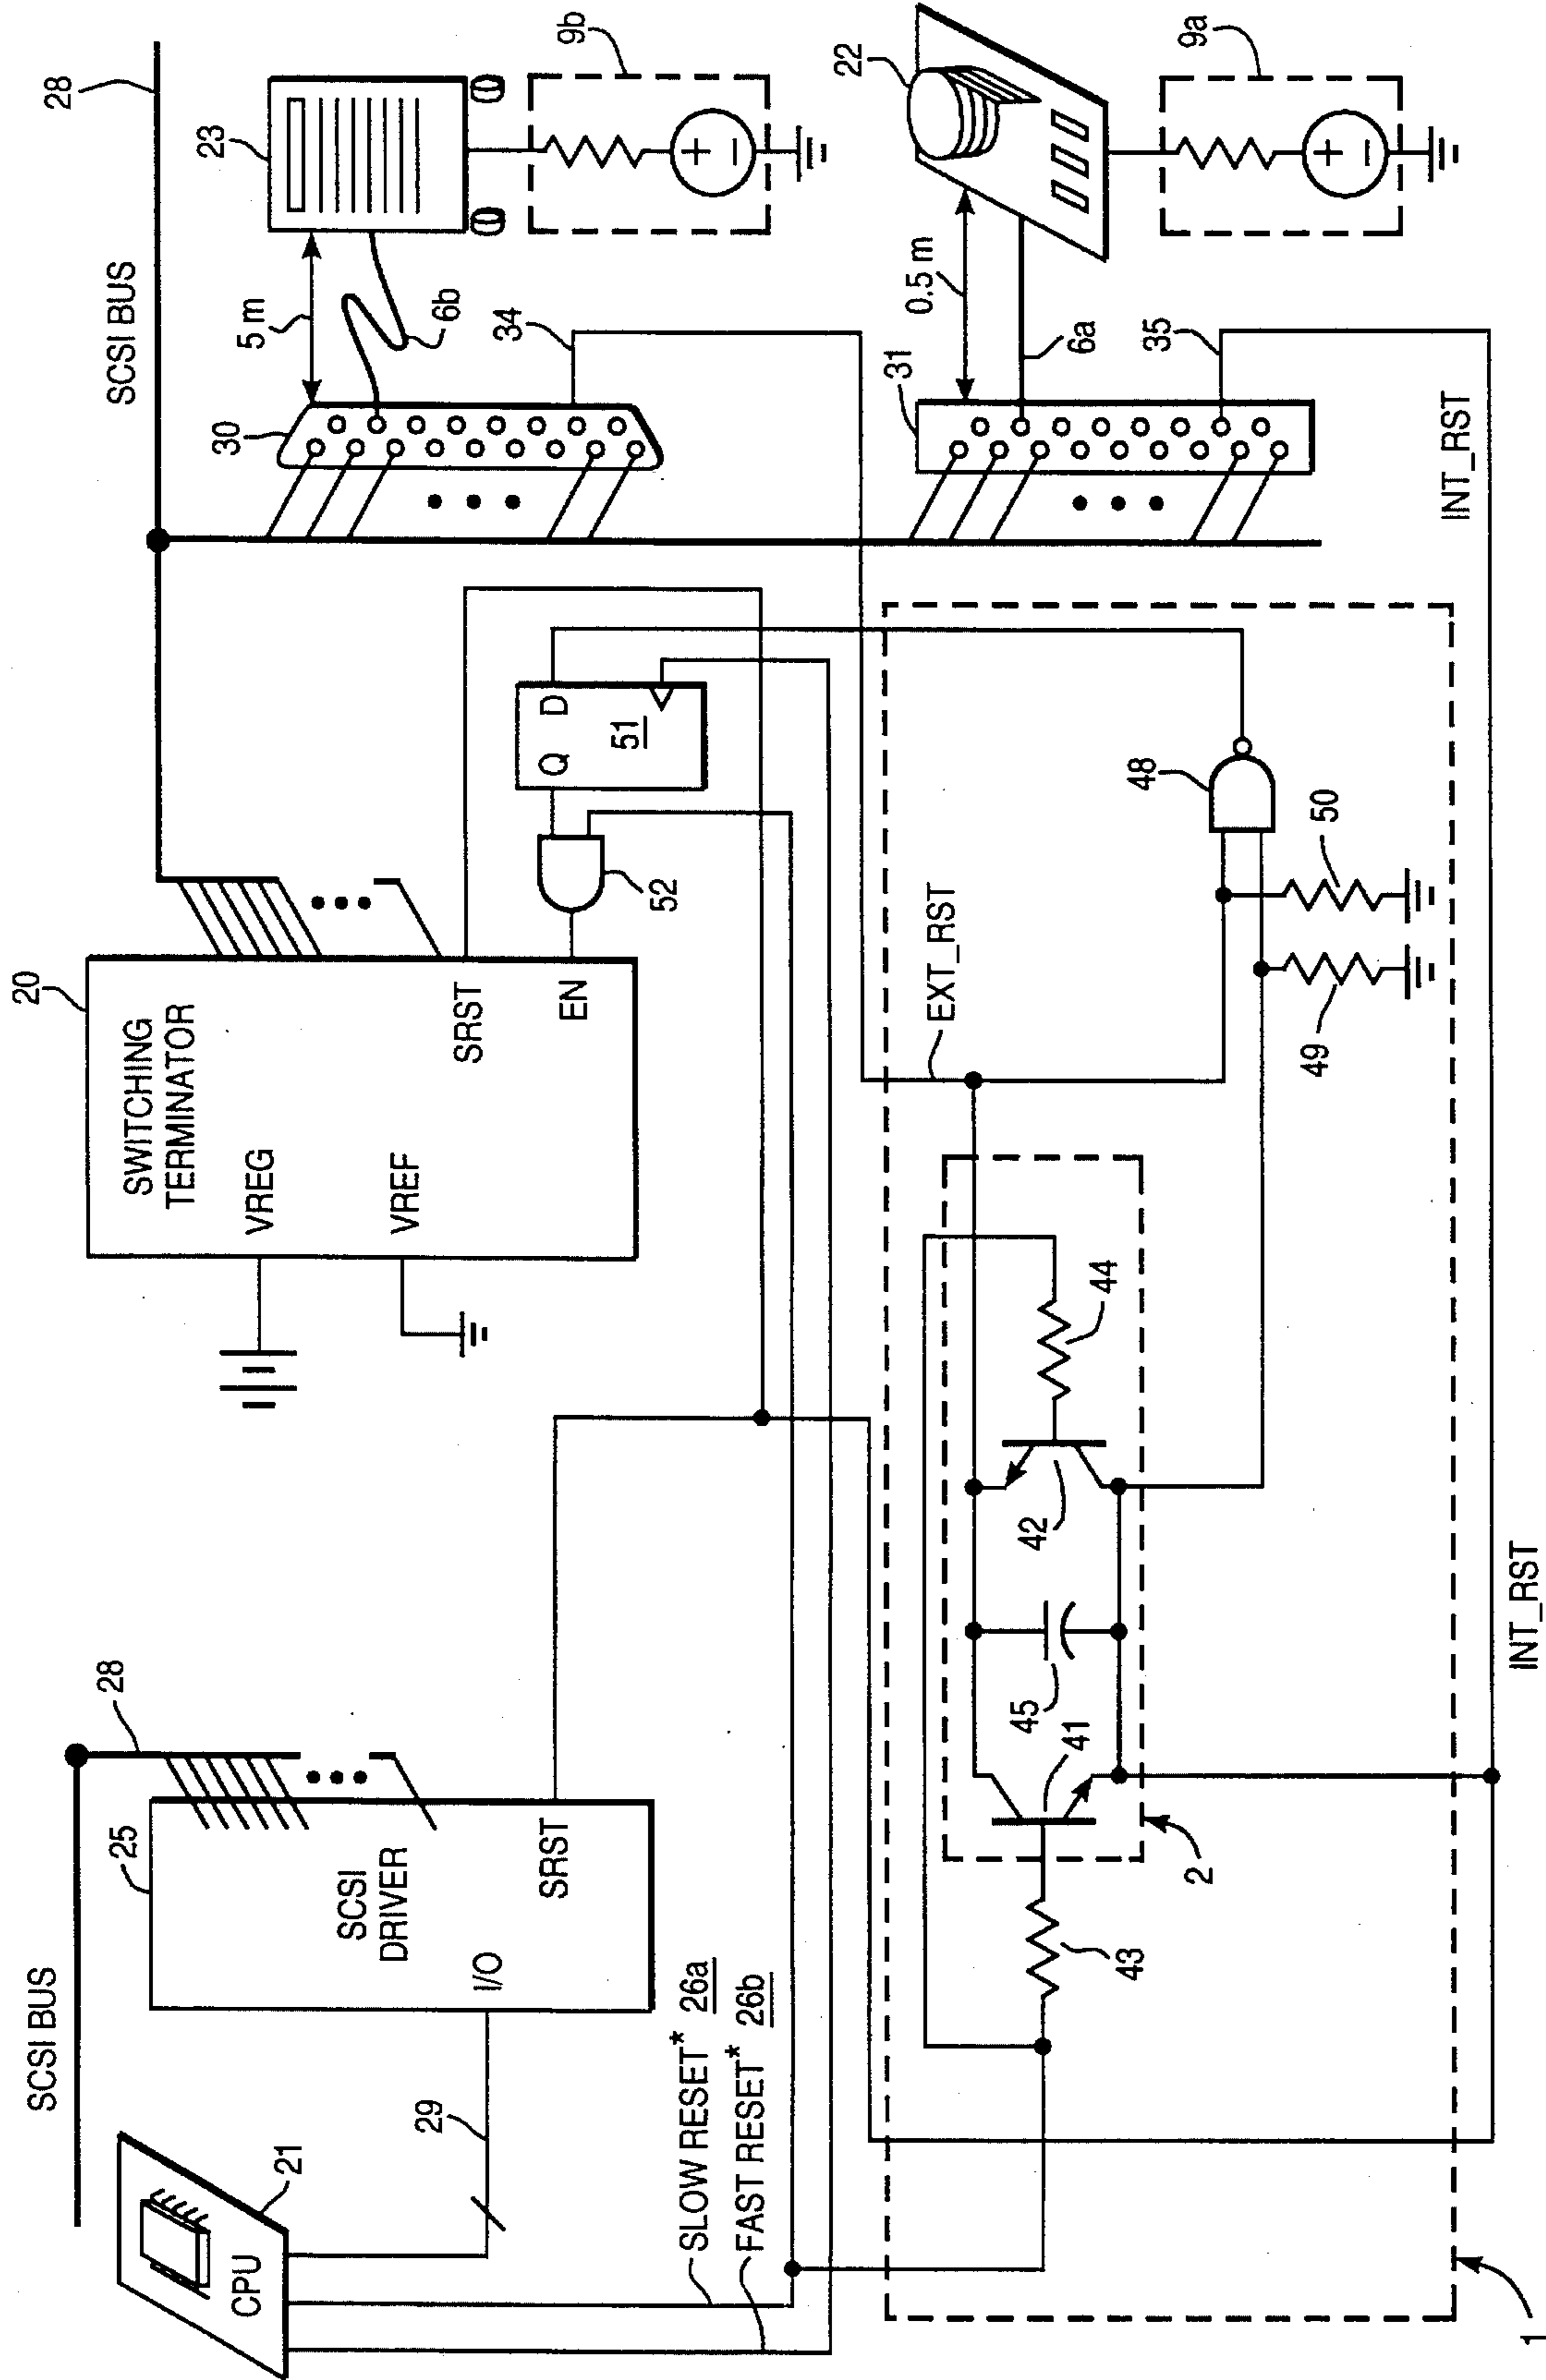 SCSI BUS
28
CPU
21
29
25
SCSI
DRIVER
I/O
SRST
SLOW RESET* 26a
FAST RESET* 26b
20
SWITCHING
TERMINATOR
VREG
VREF
SRST
EN
52
Q D
51
SCSI BUS
28
30
5 m
6b
23
9b
34
31
0.5 m
6a
22
9a
35
INT_RST
EXT_RST
48
50
49
44
42
45
41
43
2
INT_RST
1